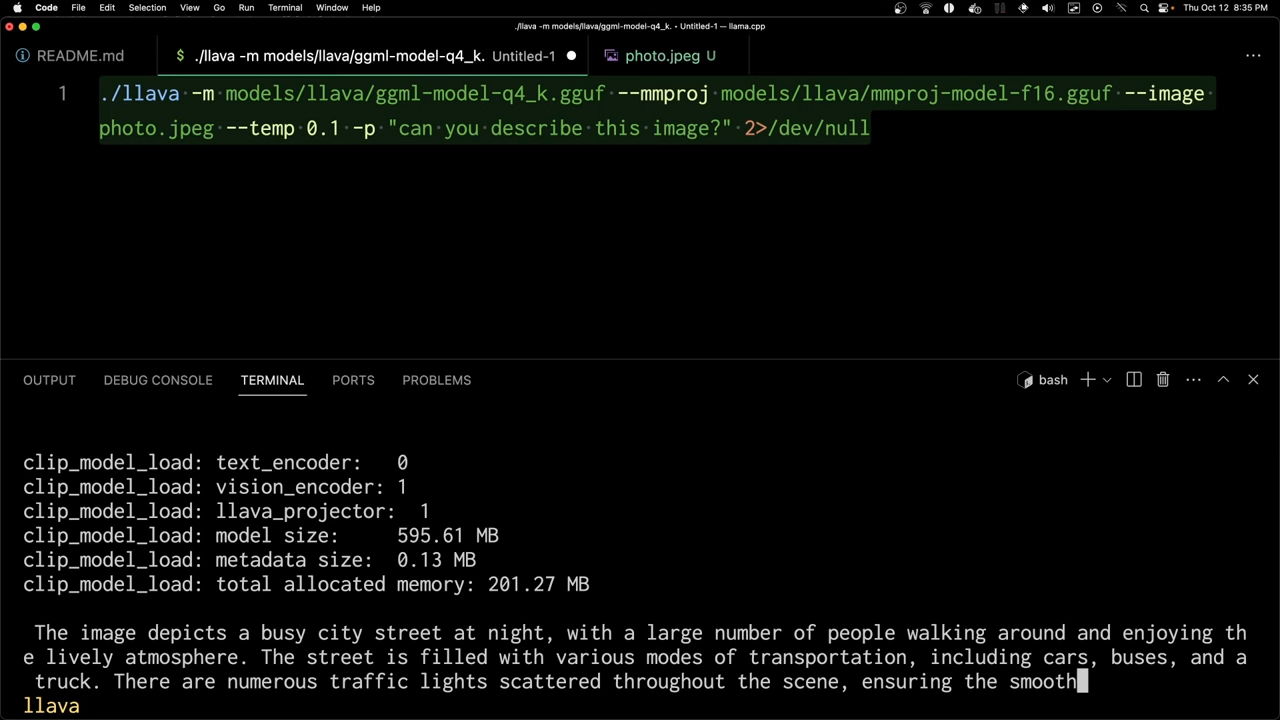 Code File Edit Selection View Go Run Terminal Window Help Thu Oct 12 8:35 PM
./llava -m models/llava/ggml-model-q4_k. • Untitled-1 — llama.cpp
README.md $ ./llava -m models/llava/ggml-model-q4_k. Untitled-1 photo.jpeg U
1 ./llava -m models/llava/ggml-model-q4_k.gguf --mmproj models/llava/mmproj-model-f16.gguf --image
photo.jpeg --temp 0.1 -p "can you describe this image?" 2>/dev/null
OUTPUT DEBUG CONSOLE TERMINAL PORTS PROBLEMS bash
clip_model_load: text_encoder: 0
clip_model_load: vision_encoder: 1
clip_model_load: llava_projector: 1
clip_model_load: model size: 595.61 MB
clip_model_load: metadata size: 0.13 MB
clip_model_load: total allocated memory: 201.27 MB
The image depicts a busy city street at night, with a large number of people walking around and enjoying th
e lively atmosphere. The street is filled with various modes of transportation, including cars, buses, and a
truck. There are numerous traffic lights scattered throughout the scene, ensuring the smooth
llava